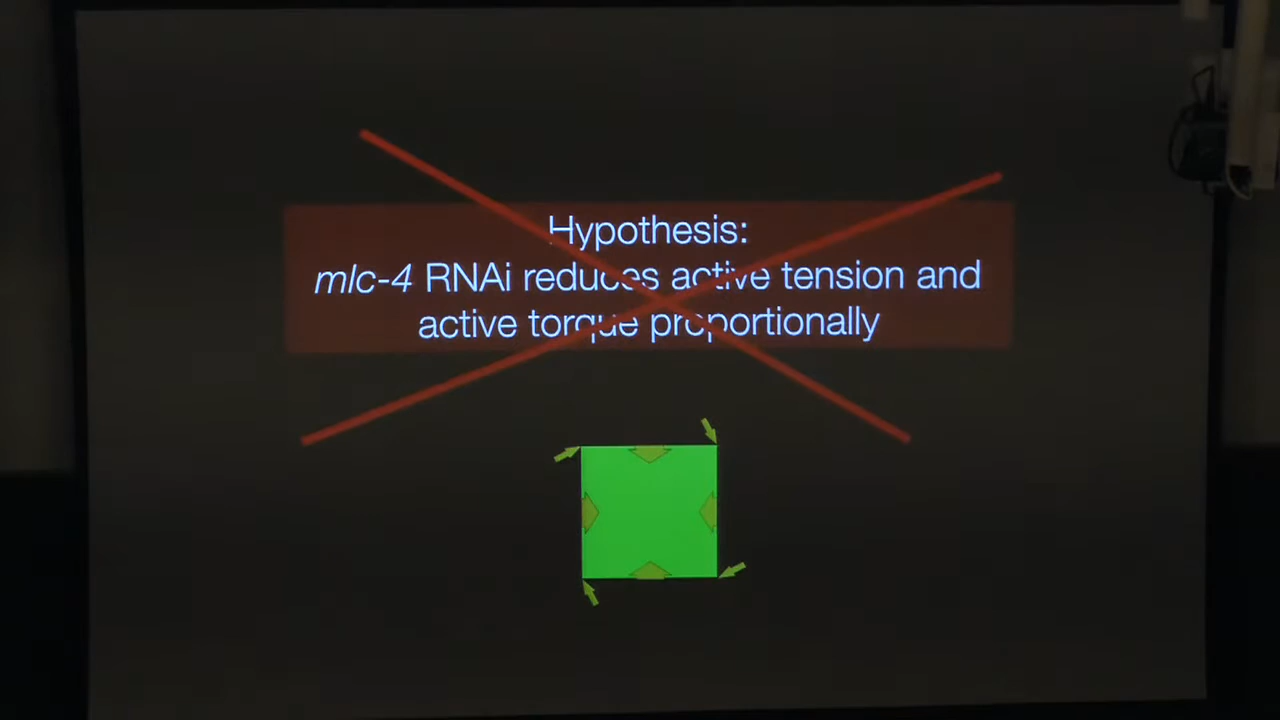 Hypothesis:
mlc-4 RNAi reduces active tension and
active torque proportionally